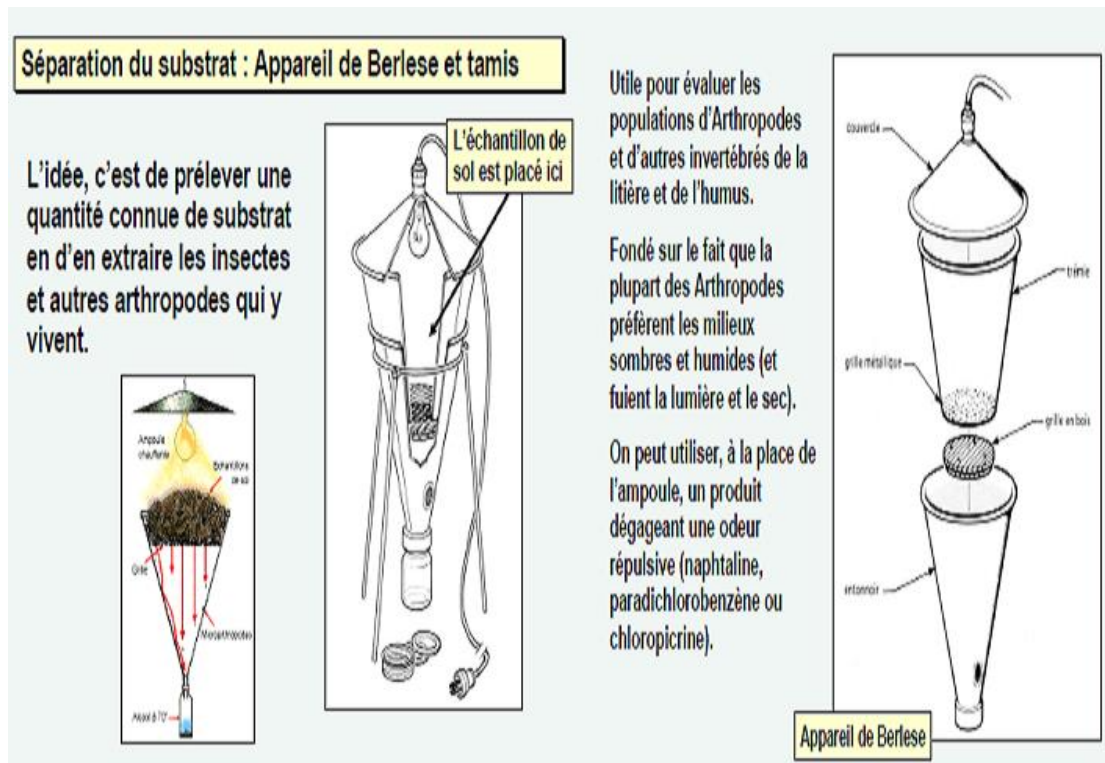 Séparation du substrat : Appareil de Berlese et tamis
L'idée, c'est de prélever une
quantité connue de substrat
en d'en extraire les insectes
et autres arthropodes qui y
vivent.
Ampoule
chauffante
Echantillons
de sol
Grille
Microarthropodes
Alcool à 70°
L'échantillon de
sol est placé ici
Utile pour évaluer les
populations d'Arthropodes
et d'autres invertébrés de la
litière et de l'humus.
Fondé sur le fait que la
plupart des Arthropodes
préfèrent les milieux
sombres et humides (et
fuient la lumière et le sec).
On peut utiliser, à la place de
l'ampoule, un produit
dégageant une odeur
répulsive (naphtaline,
paradichlorobenzène ou
chloropicrine).
couvercle
trémie
grille métallique
grille en bois
entonnoir
Appareil de Berlese